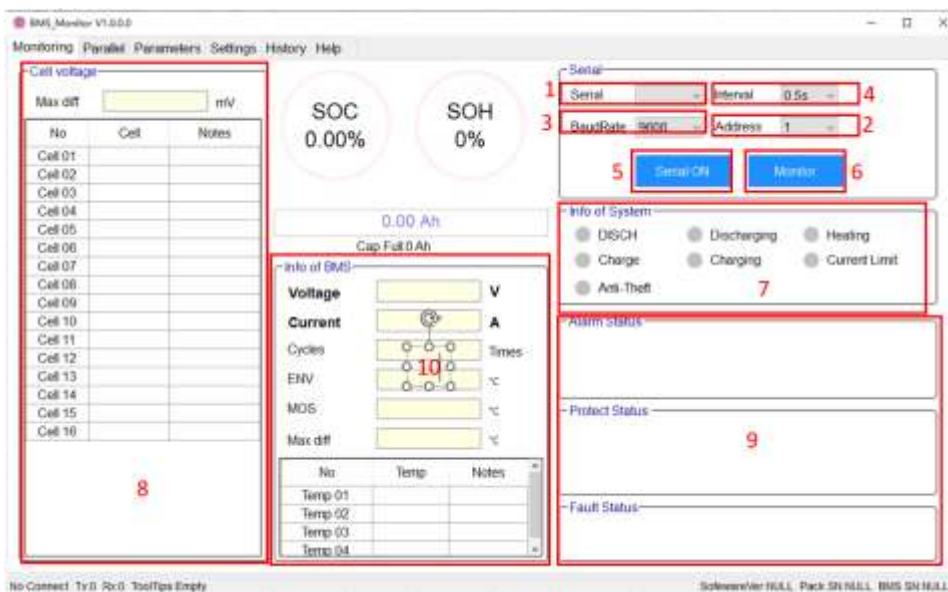 BMS_Monitor V1.0.0.0
Monitoring Parallel Parameters Settings History Help
Cell voltage
Max diff mV
No Cell Notes
Cell 01
Cell 02
Cell 03
Cell 04
Cell 05
Cell 06
Cell 07
Cell 08
Cell 09
Cell 10
Cell 11
Cell 12
Cell 13
Cell 14
Cell 15
Cell 16
8
SOC
0.00%
SOH
0%
0.00 Ah
Cap Full:0 Ah
Info of BMS
Voltage V
Current A
Cycles Times
ENV ℃
MOS ℃
Max diff ℃
10
No Temp Notes
Temp 01
Temp 02
Temp 03
Temp 04
Serial
1 Serial Interval 0.5s 4
3 BaudRate 9600 Address 1 2
5 Serial ON Monitor 6
Info of System
DISCH Discharging Heating
Charge Charging Current Limit
Anti-Theft 7
Alarm Status
Protect Status
9
Fault Status
No Connect Tx:0 Rx:0 ToolTips:Empty
SofewareVer:NULL Pack SN:NULL BMS SN:NULL